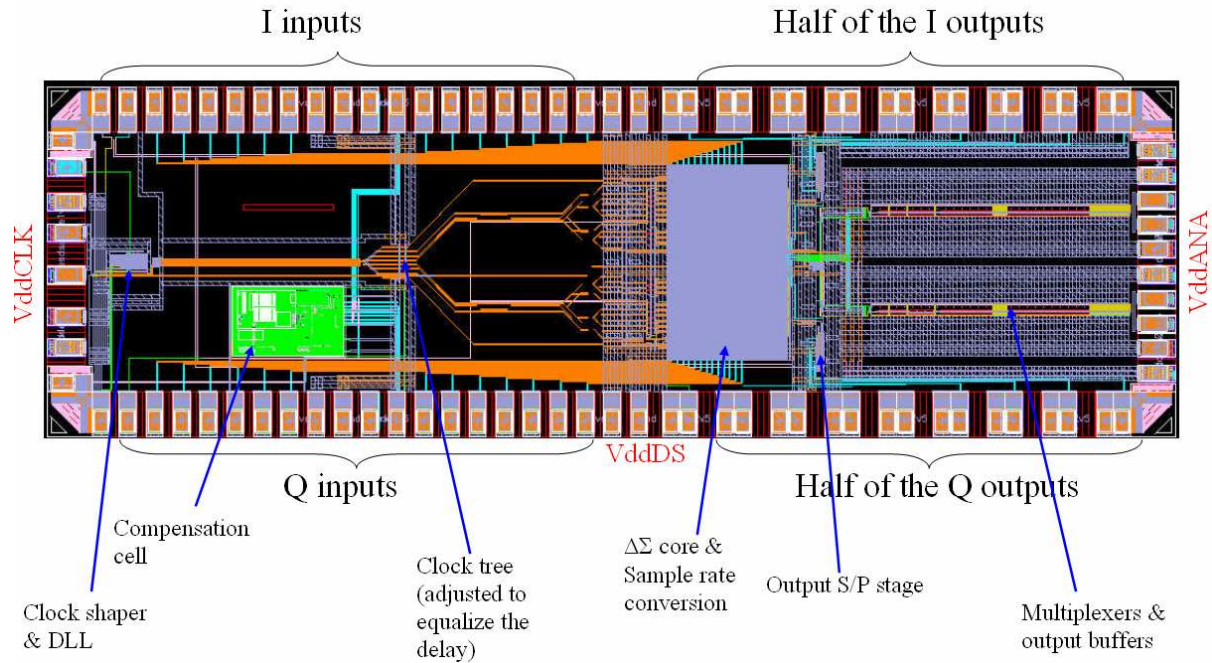 I inputs
Half of the I outputs
VddCLK
VddANA
VddDS
Q inputs
Half of the Q outputs
Compensation
cell
Clock shaper
& DLL
Clock tree
(adjusted to
equalize the
delay)
ΔΣ core &
Sample rate
conversion
Output S/P stage
Multiplexers &
output buffers